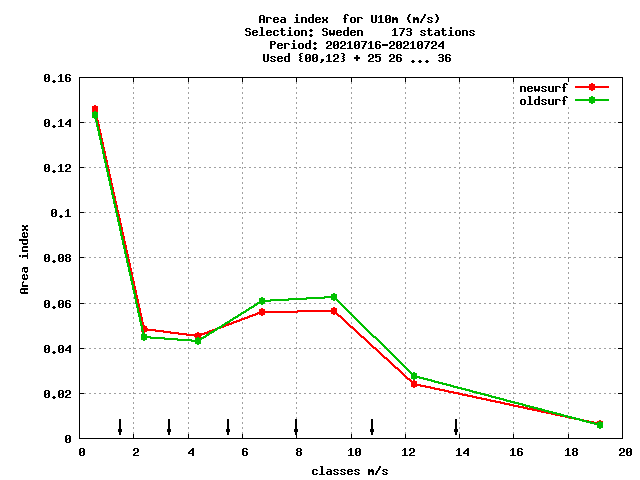 Area index  for U10m (m/s)
Selection: Sweden    173 stations
Period: 20210716-20210724
Used {00,12} + 25 26 ... 36
newsurf
oldsurf
0.16
0.14
0.12
0.1
0.08
0.06
0.04
0.02
0
Area index
0 2 4 6 8 10 12 14 16 18 20
classes m/s